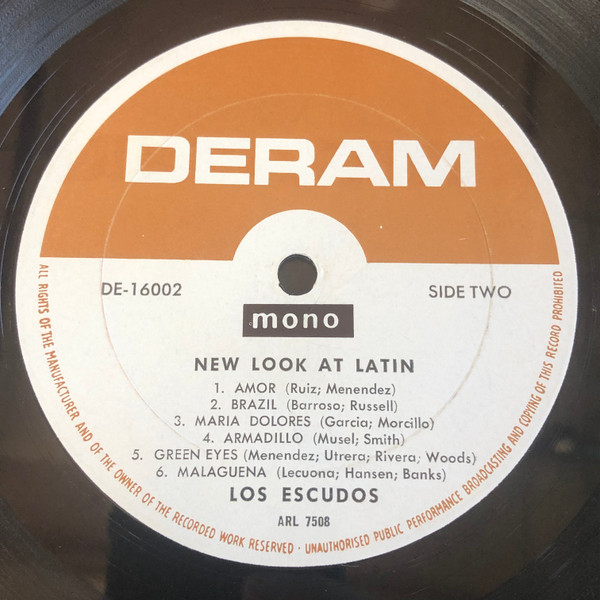 DERAM
DE-16002
SIDE TWO
mono
NEW LOOK AT LATIN
1. AMOR (Ruiz; Menendez)
2. BRAZIL (Barroso; Russell)
3. MARIA DOLORES (Garcia; Morcillo)
4. ARMADILLO (Musel; Smith)
5. GREEN EYES (Menendez; Utrera; Rivera; Woods)
6. MALAGUENA (Lecuona; Hansen; Banks)
LOS ESCUDOS
ARL 7508
ALL RIGHTS OF THE MANUFACTURER AND OF THE OWNER OF THE RECORDED WORK RESERVED · UNAUTHORISED PUBLIC PERFORMANCE BROADCASTING AND COPYING OF THIS RECORD PROHIBITED